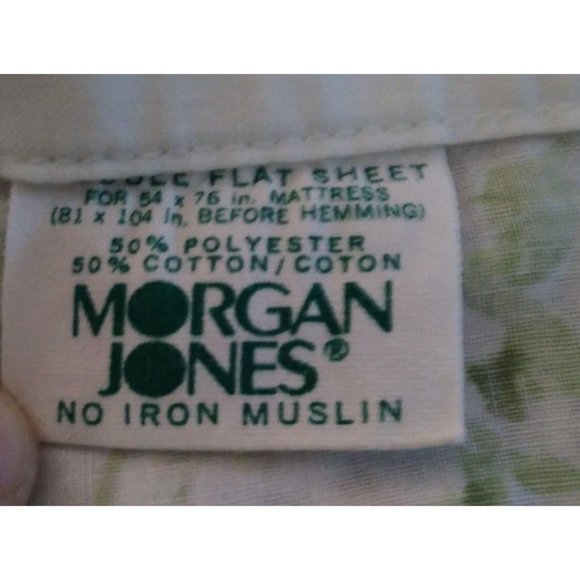 FLAT SHEET
FOR 54 x 76 in. MATTRESS
(81 x 104 in. BEFORE HEMMING)
50% POLYESTER
50% COTTON/COTON
MORGAN
JONES®
NO IRON MUSLIN